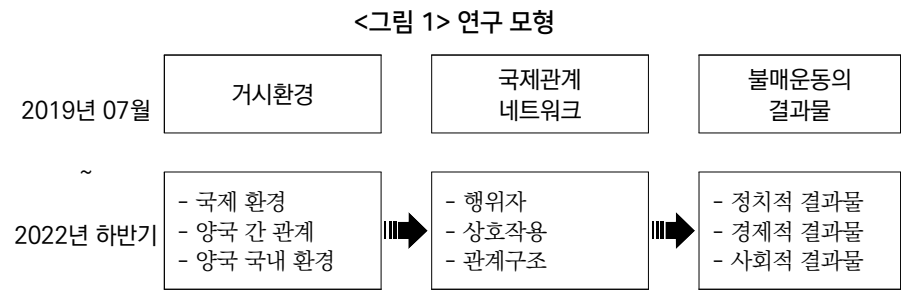 <그림 1> 연구 모형
2019년 07월
~
2022년 하반기
거시환경
국제관계
네트워크
불매운동의
결과물
- 국제 환경
- 양국 간 관계
- 양국 국내 환경
- 행위자
- 상호작용
- 관계구조
- 정치적 결과물
- 경제적 결과물
- 사회적 결과물